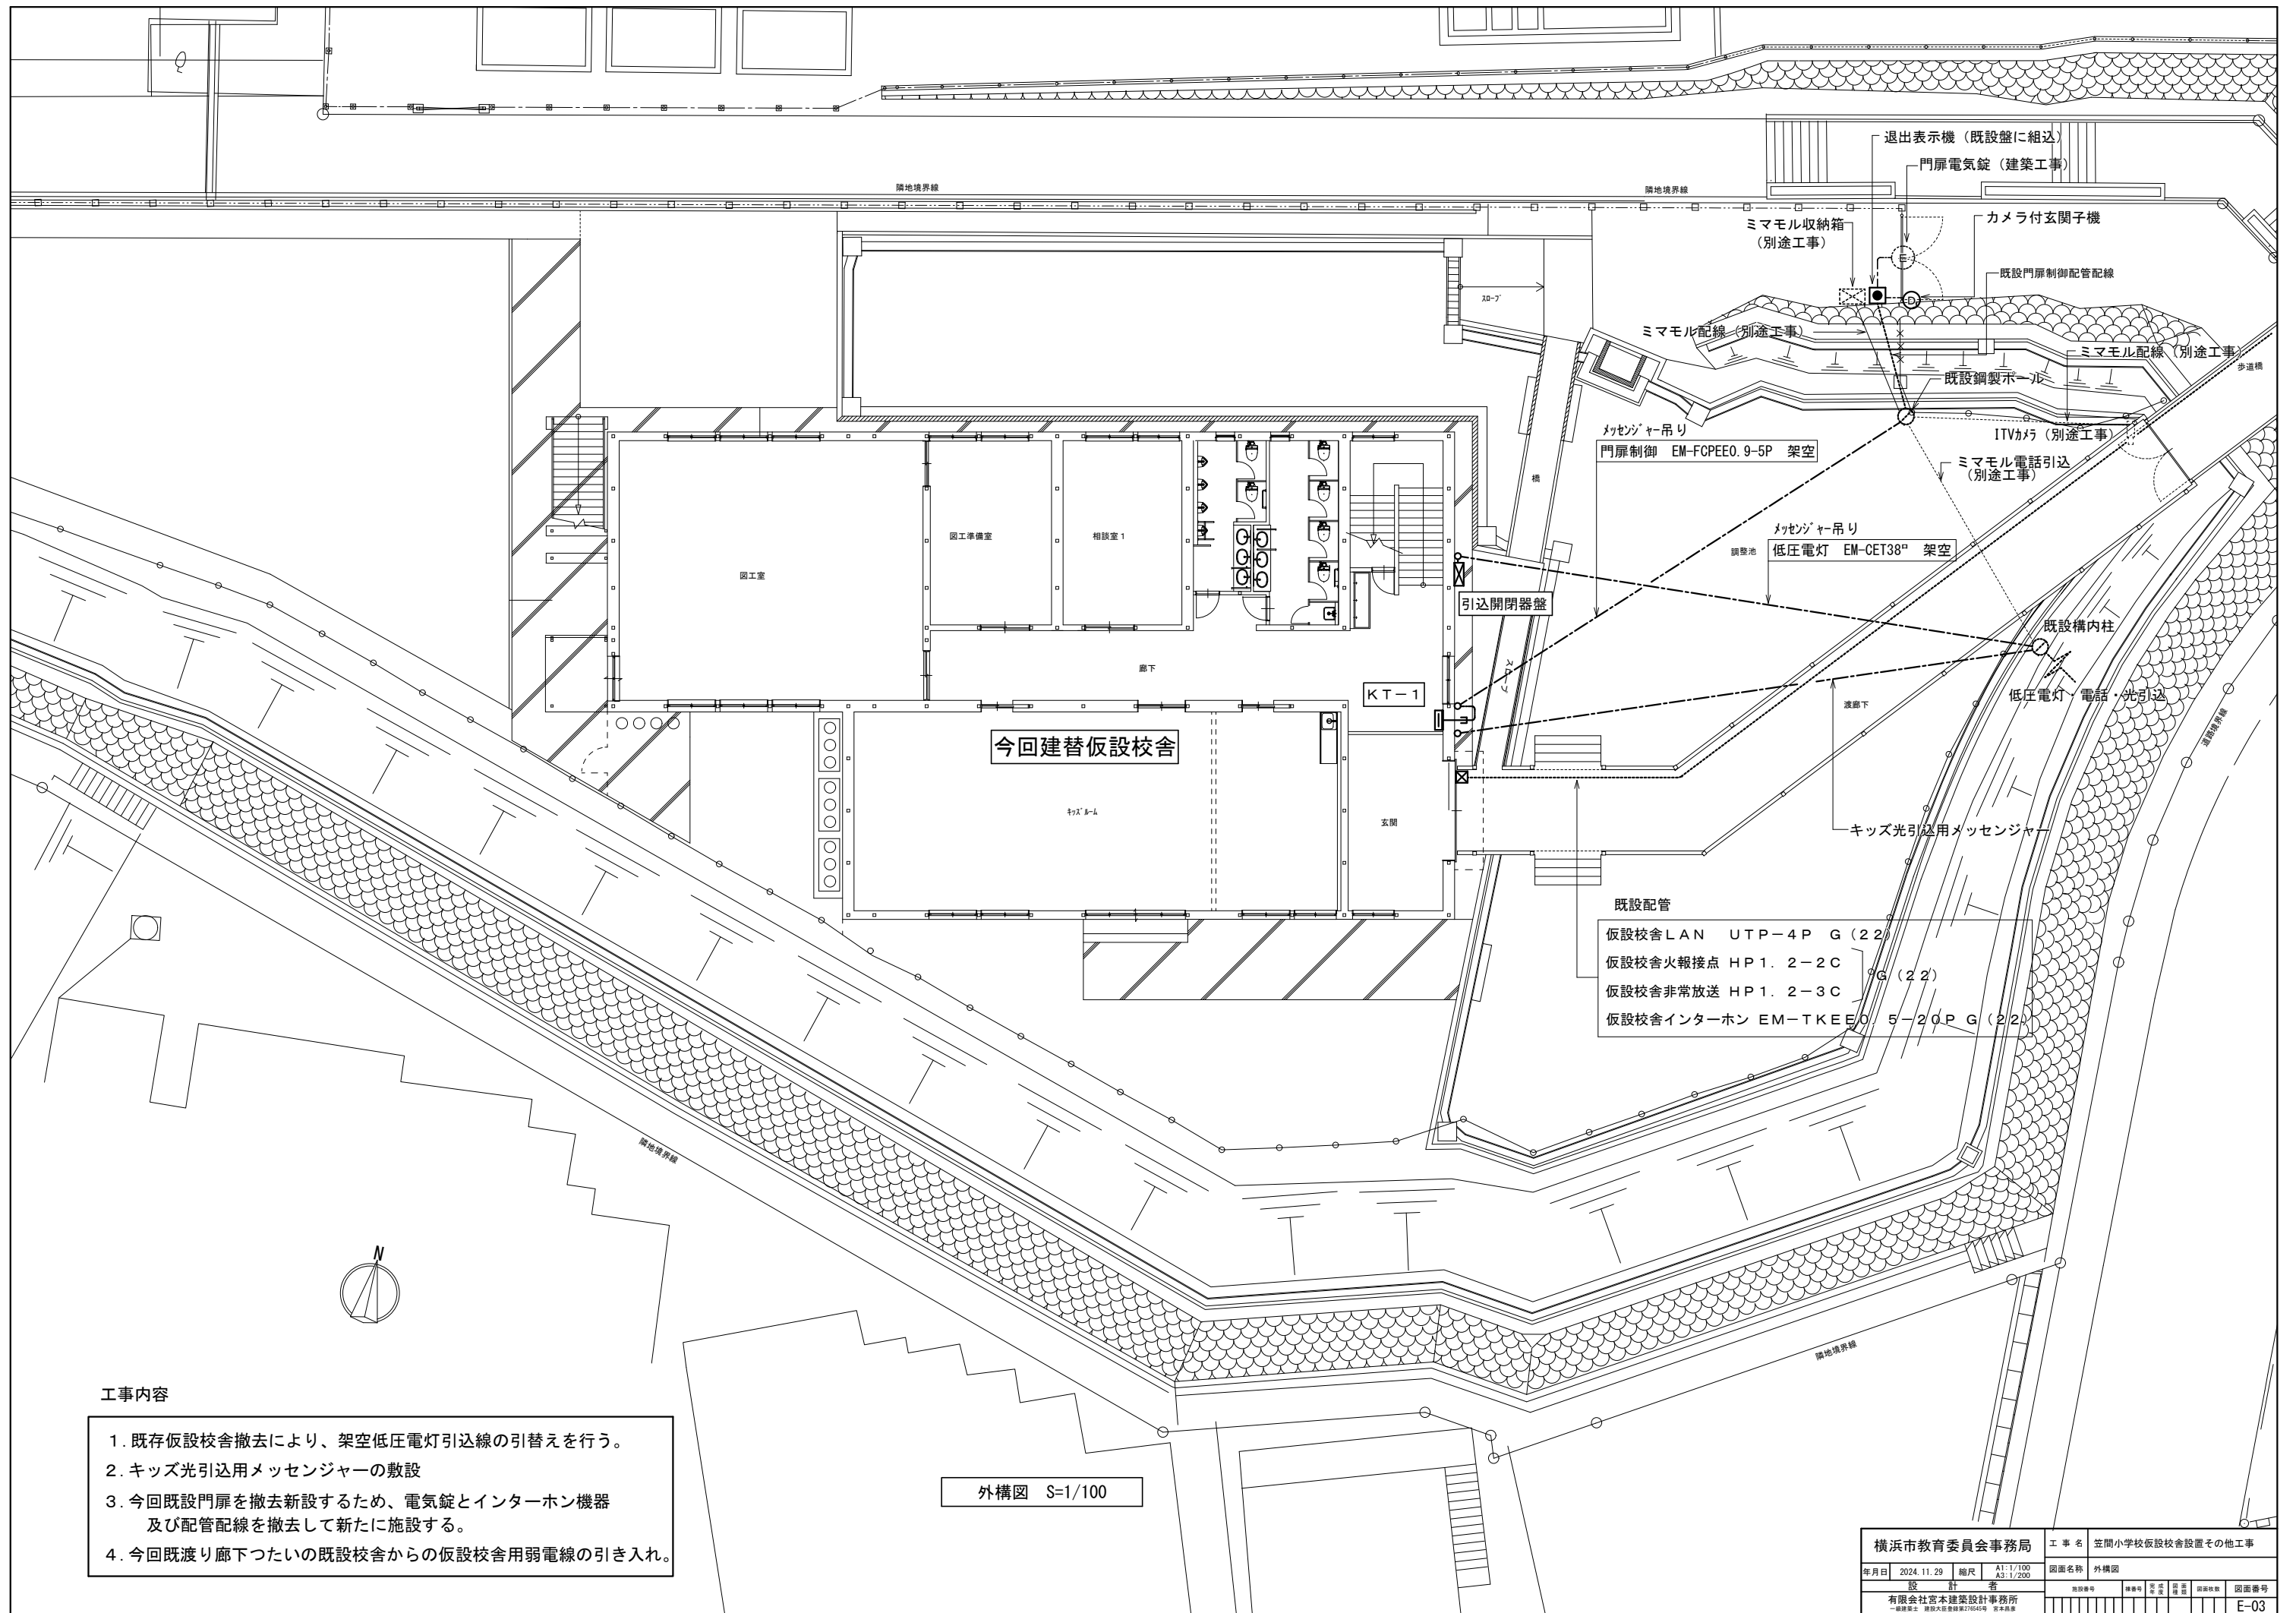 隣地境界線
隣地境界線
退出表示機（既設盤に組込）
門扉電気錠（建築工事）
ミマモル収納箱
（別途工事）
カメラ付玄関子機
E
D
既設門扉制御配管配線
スロープ
ミマモル配線（別途工事）
ミマモル配線（別途工事）
歩道橋
既設鋼製ポール
メッセンジャー吊り
門扉制御　EM-FCPEE0.9-5P　架空
ITVカメラ（別途工事）
ミマモル電話引込
（別途工事）
橋
メッセンジャー吊り
調整池
低圧電灯　EM-CET38□　架空
図工準備室
相談室１
図工室
引込開閉器盤
既設構内柱
廊下
スロープ
ＫＴ－１
低圧電灯・電話・光引込
渡廊下
道路境界線
今回建替仮設校舎
キッズルーム
玄関
キッズ光引込用メッセンジャー
既設配管
仮設校舎ＬＡＮ　ＵＴＰ－４Ｐ　Ｇ（２２）
仮設校舎火報接点 ＨＰ１．２－２Ｃ
Ｇ（２２）
仮設校舎非常放送 ＨＰ１．２－３Ｃ
仮設校舎インターホン ＥＭ－ＴＫＥＥ０．５－２０Ｐ Ｇ（２２）
隣地境界線
N
隣地境界線
工事内容
１．既存仮設校舎撤去により、架空低圧電灯引込線の引替えを行う。
２．キッズ光引込用メッセンジャーの敷設
３．今回既設門扉を撤去新設するため、電気錠とインターホン機器
及び配管配線を撤去して新たに施設する。
４．今回既渡り廊下つたいの既設校舎からの仮設校舎用弱電線の引き入れ。
外構図　S=1/100
横浜市教育委員会事務局
工事名　笠間小学校仮設校舎設置その他工事
年月日　2024.11.29　縮尺　A1:1/100
A3:1/200
図面名称　外構図
設計者
有限会社宮本建築設計事務所
施設番号　棟番号　完成年度　図面種類　図面枚数　図面番号
E-03